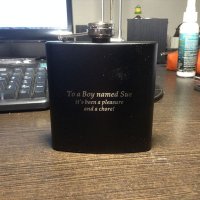 To a Boy named Sue
it's been a pleasure
and a chore!